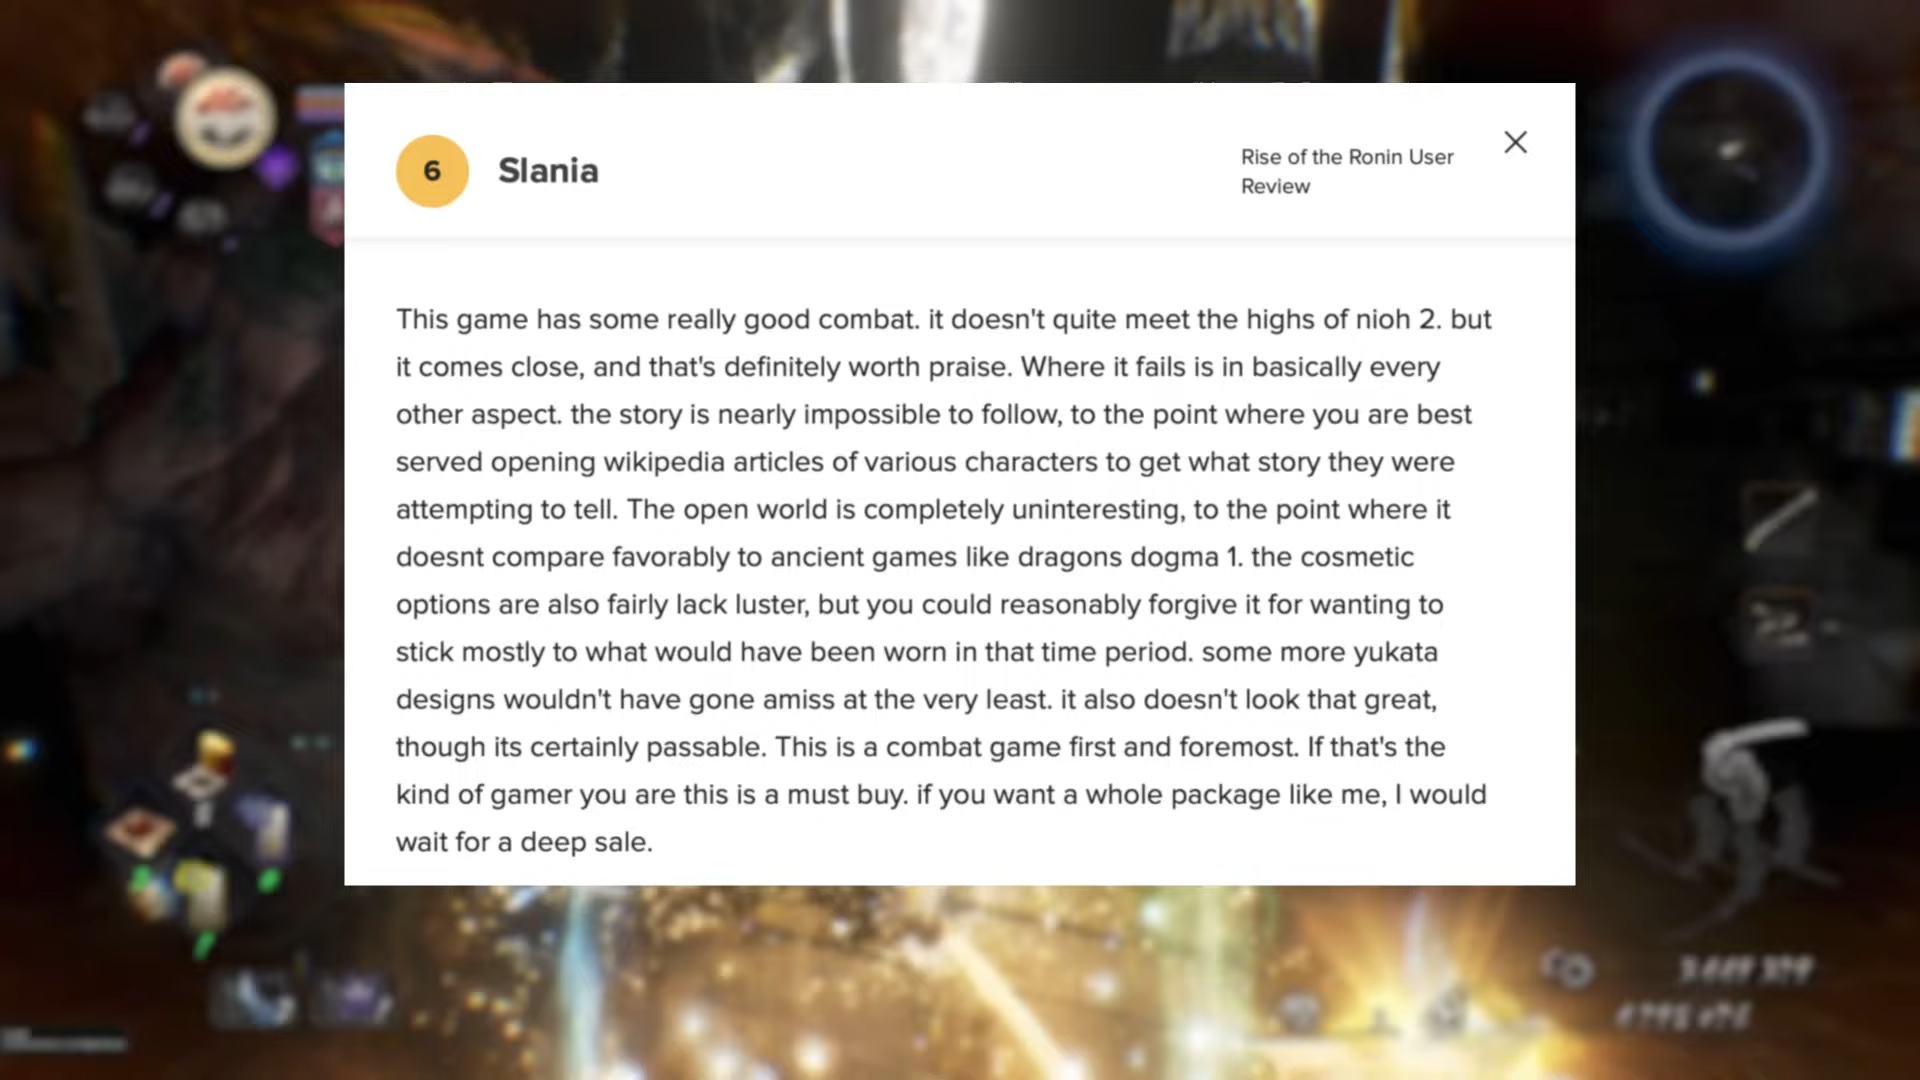 6
Slania
Rise of the Ronin User
Review
This game has some really good combat. it doesn't quite meet the highs of nioh 2. but
it comes close, and that's definitely worth praise. Where it fails is in basically every
other aspect. the story is nearly impossible to follow, to the point where you are best
served opening wikipedia articles of various characters to get what story they were
attempting to tell. The open world is completely uninteresting, to the point where it
doesnt compare favorably to ancient games like dragons dogma 1. the cosmetic
options are also fairly lack luster, but you could reasonably forgive it for wanting to
stick mostly to what would have been worn in that time period. some more yukata
designs wouldn't have gone amiss at the very least. it also doesn't look that great,
though its certainly passable. This is a combat game first and foremost. If that's the
kind of gamer you are this is a must buy. if you want a whole package like me, I would
wait for a deep sale.